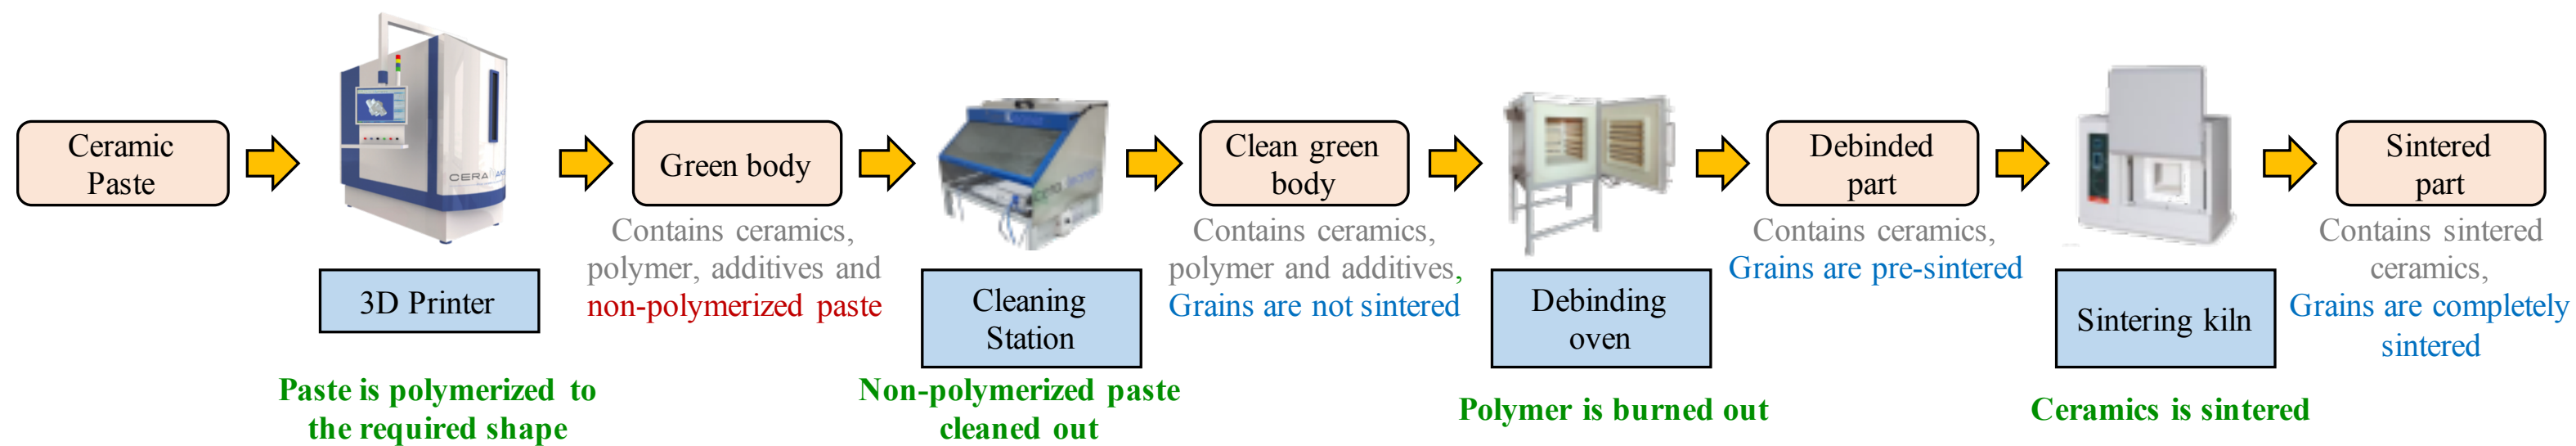 Ceramic
Paste
CERA
3D Printer
Paste is polymerized to
the required shape
Green body
Contains ceramics,
polymer, additives and
non-polymerized paste
Cleaning
Station
Non-polymerized paste
cleaned out
Clean green
body
Contains ceramics,
polymer and additives,
Grains are not sintered
Debinding
oven
Polymer is burned out
Debinded
part
Contains ceramics,
Grains are pre-sintered
Sintering kiln
Ceramics is sintered
Sintered
part
Contains sintered
ceramics,
Grains are completely
sintered